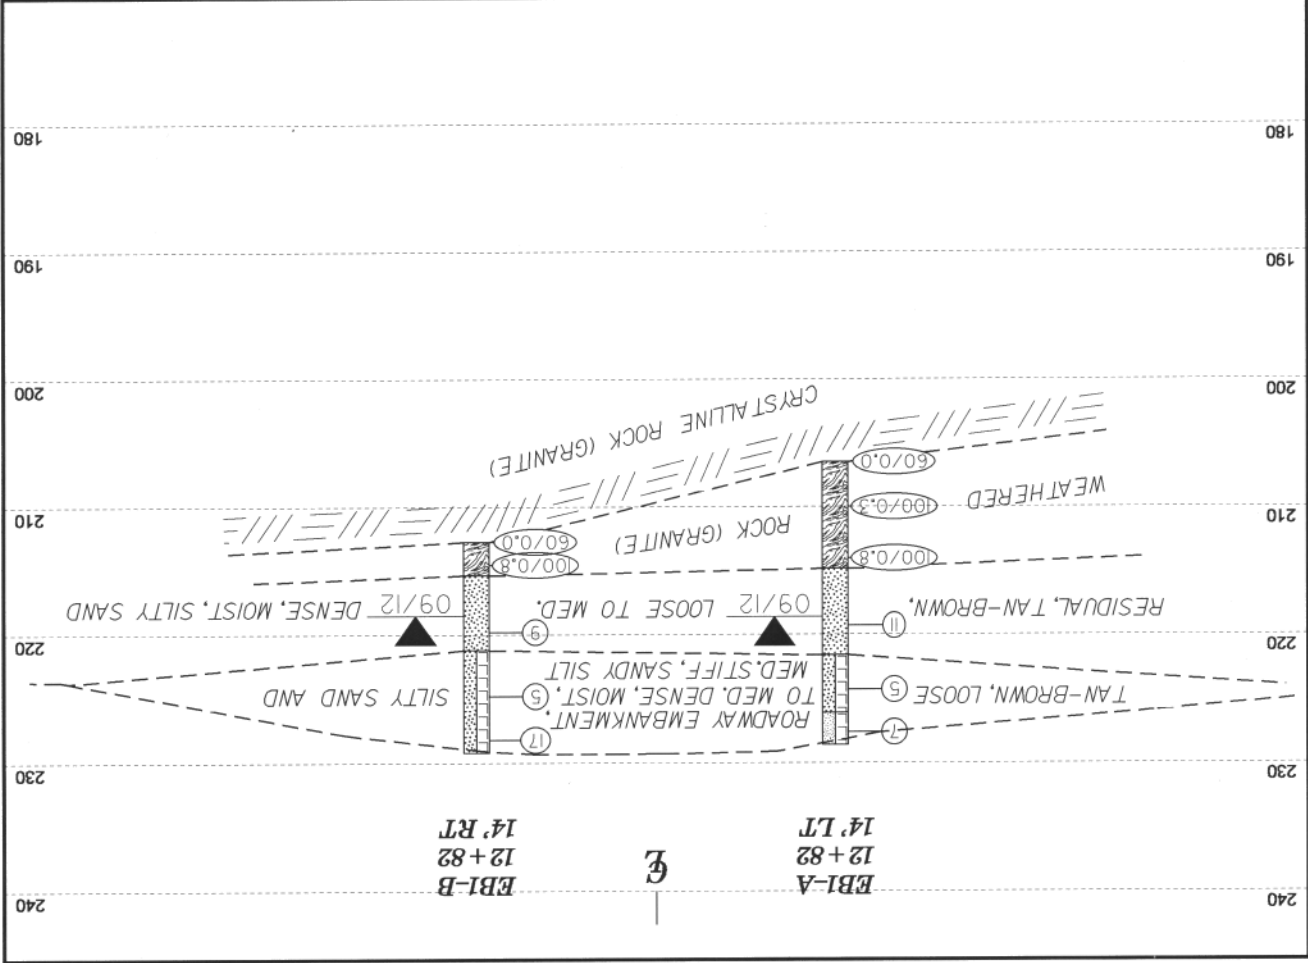 240
EB1-A
12+82
14' LT
℄
EB1-B
12+82
14' RT
240
230
230
7
17
ROADWAY EMBANKMENT,
TAN-BROWN, LOOSE
5
TO MED. DENSE, MOIST,
5
SILTY SAND AND
MED.STIFF, SANDY SILT
220
220
11
9
RESIDUAL, TAN-BROWN,
09/12
LOOSE TO MED.
09/12
DENSE, MOIST, SILTY SAND
100/0.8
100/0.8
60/0.0
WEATHERED
ROCK (GRANITE)
210
100/0.3
210
60/0.0
CRYSTALLINE ROCK (GRANITE)
200
200
190
190
180
180